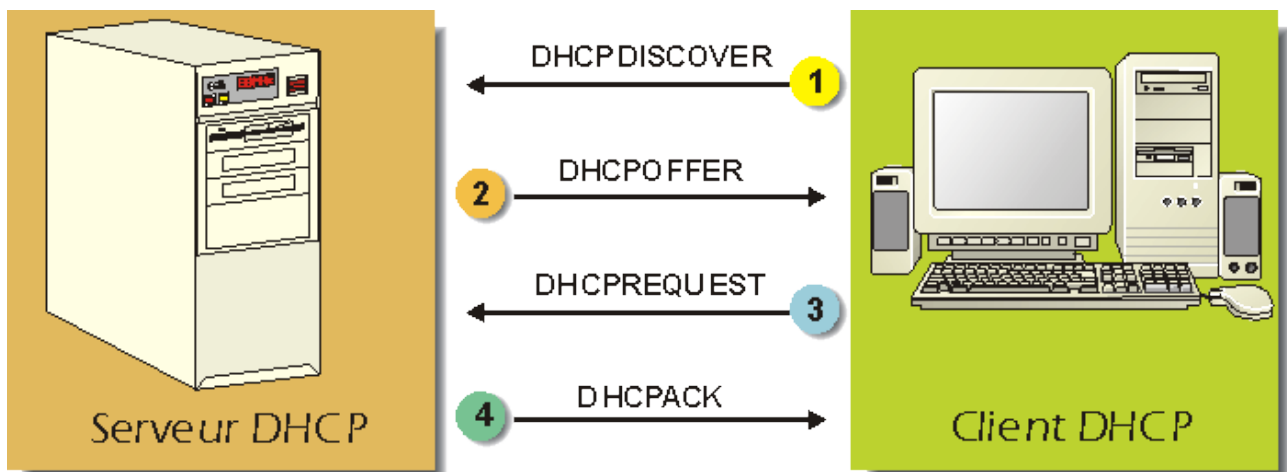 DHCPDISCOVER
1
DHCPOFFER
2
DHCPREQUEST
3
DHCPACK
4
Serveur DHCP
Client DHCP